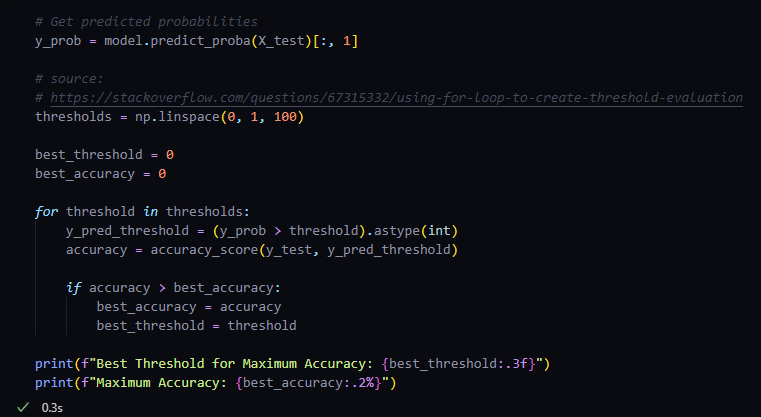 # Get predicted probabilities
y_prob = model.predict_proba(X_test)[:, 1]
# source:
# https://stackoverflow.com/questions/67315332/using-for-loop-to-create-threshold-evaluation
thresholds = np.linspace(0, 1, 100)
best_threshold = 0
best_accuracy = 0
for threshold in thresholds:
    y_pred_threshold = (y_prob > threshold).astype(int)
    accuracy = accuracy_score(y_test, y_pred_threshold)
    if accuracy > best_accuracy:
        best_accuracy = accuracy
        best_threshold = threshold
print(f"Best Threshold for Maximum Accuracy: {best_threshold:.3f}")
print(f"Maximum Accuracy: {best_accuracy:.2%}")
✓ 0.3s